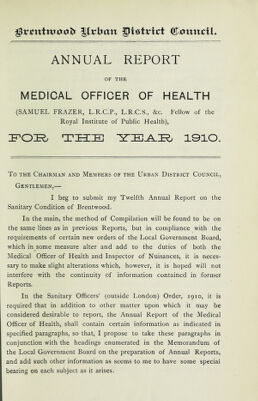 Brentwood Urban District Council.
ANNUAL REPORT
OF THE
MEDICAL OFFICER OF HEALTH
(SAMUEL FRAZER, L.R.C.P., L.R.C.S., &c. Fellow of the
Royal Institute of Public Health),
FOR THE YEAR 1910.
To the Chairman and Members of the Urban District Council,
Gentlemen,—
I beg to submit my Twelfth Annual Report on the
Sanitary Condition of Brentwood.
In the main, the method of Compilation will be found to be on
the same lines as in previous Reports, but in compliance with the
requirements of certain new orders of the Local Government Board,
which in some measure alter and add to the duties of both the
Medical Officer of Health and Inspector of Nuisances, it is neces-
sary to make slight alterations which, however, it is hoped will not
interfere with the continuity of information contained in former
Reports.
In the Sanitary Officers' (outside London) Order, 1910, it is
required that in addition to other matter upon which it may be
considered desirable to report, the Annual Report of the Medical
Officer of Health, shall contain certain information as indicated in
specified paragraphs, so that, I propose to take these paragraphs in
conjunction with the headings enumerated in the Memorandum of
the Local Government Board on the preparation of Annual Reports,
and add such other information as seems to me to have some special
bearing on each subject as it arises.